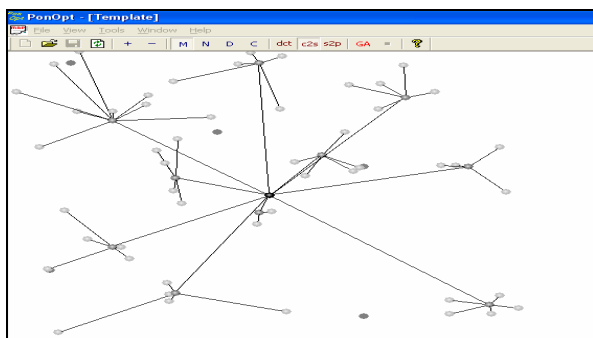 PonOpt - [Template]
File View Tools Window Help
+ − M N D C dct c2s s2p GA = ?